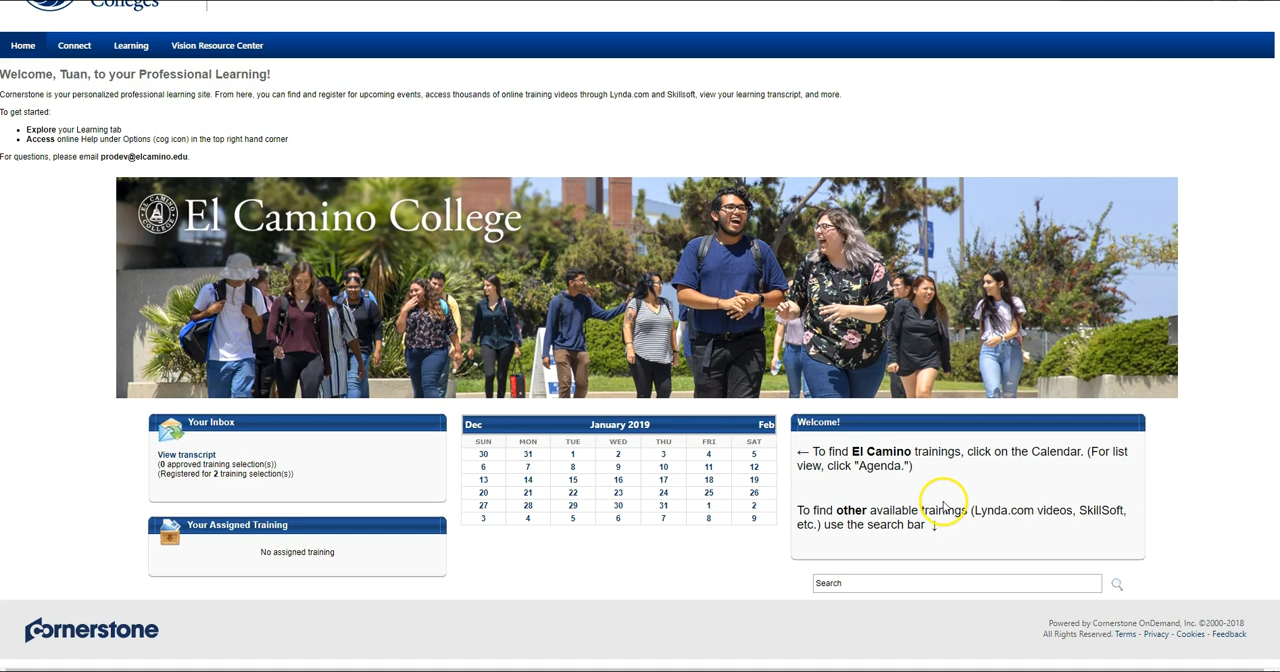 Colleges
Home Connect Learning Vision Resource Center
Welcome, Tuan, to your Professional Learning!
Cornerstone is your personalized professional learning site. From here, you can find and register for upcoming events, access thousands of online training videos through Lynda.com and Skillsoft, view your learning transcript, and more.
To get started:
Explore your Learning tab
Access online Help under Options (cog icon) in the top right hand corner
For questions, please email prodev@elcamino.edu.
El Camino College
Your Inbox
View transcript
(0 approved training selection(s))
(Registered for 2 training selection(s))
Your Assigned Training
No assigned training
Dec January 2019 Feb
SUN MON TUE WED THU FRI SAT
30 31 1 2 3 4 5
6 7 8 9 10 11 12
13 14 15 16 17 18 19
20 21 22 23 24 25 26
27 28 29 30 31 1 2
3 4 5 6 7 8 9
Welcome!
← To find El Camino trainings, click on the Calendar. (For list
view, click "Agenda.")
To find other available trainings (Lynda.com videos, SkillSoft,
etc.) use the search bar ↓
Search
Cornerstone
Powered by Cornerstone OnDemand, Inc. ©2000-2018
All Rights Reserved. Terms - Privacy - Cookies - Feedback